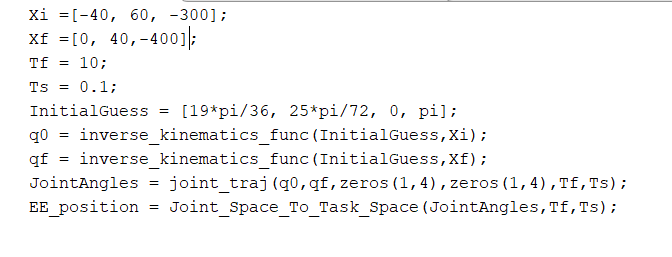 Xi =[-40, 60, -300];
Xf =[0, 40,-400];
Tf = 10;
Ts = 0.1;
InitialGuess = [19*pi/36, 25*pi/72, 0, pi];
q0 = inverse_kinematics_func(InitialGuess,Xi);
qf = inverse_kinematics_func(InitialGuess,Xf);
JointAngles = joint_traj(q0,qf,zeros(1,4),zeros(1,4),Tf,Ts);
EE_position = Joint_Space_To_Task_Space(JointAngles,Tf,Ts);